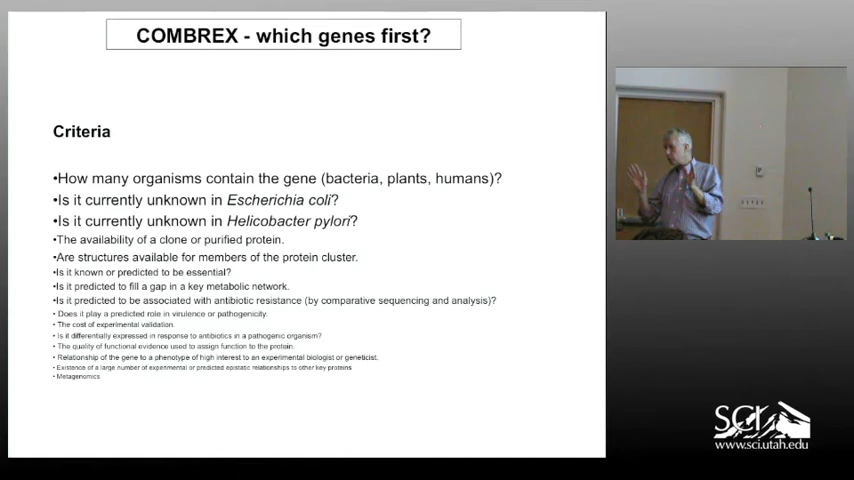 COMBREX - which genes first?
Criteria
•How many organisms contain the gene (bacteria, plants, humans)?
•Is it currently unknown in Escherichia coli?
•Is it currently unknown in Helicobacter pylori?
•The availability of a clone or purified protein.
•Are structures available for members of the protein cluster.
•Is it known or predicted to be essential?
•Is it predicted to fill a gap in a key metabolic network.
•Is it predicted to be associated with antibiotic resistance (by comparative sequencing and analysis)?
• Does it play a predicted role in virulence or pathogenicity.
• The cost of experimental validation.
• Is it differentially expressed in response to antibiotics in a pathogenic organism?
• The quality of functional evidence used to assign function to the protein.
• Relationship of the gene to a phenotype of high interest to an experimental biologist or geneticist.
• Existence of a large number of experimental or predicted epistatic relationships to other key proteins
• Metagenomics
SCI
www.sci.utah.edu